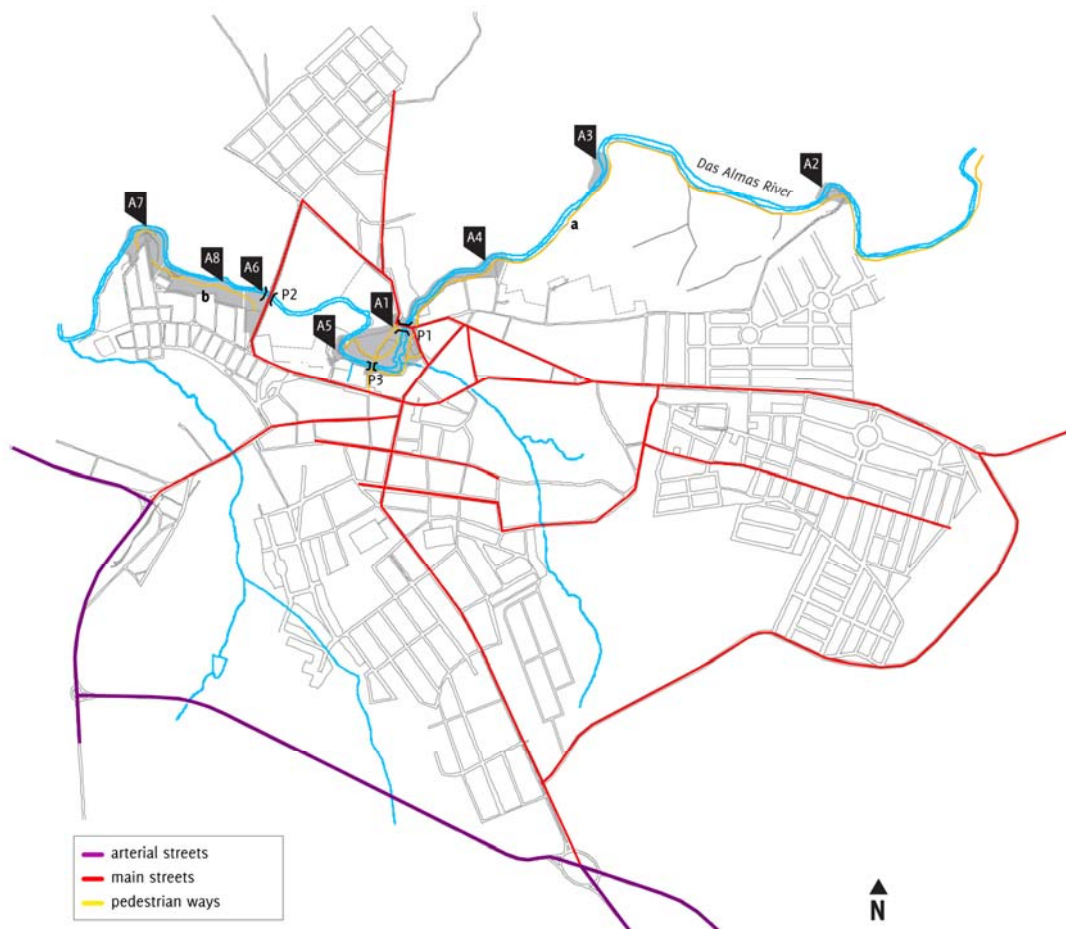 A3
A2
Das Almas River
A7
A4
a
A8
A6
b
P2
A1
P1
A5
P3
arterial streets
main streets
pedestrian ways
N